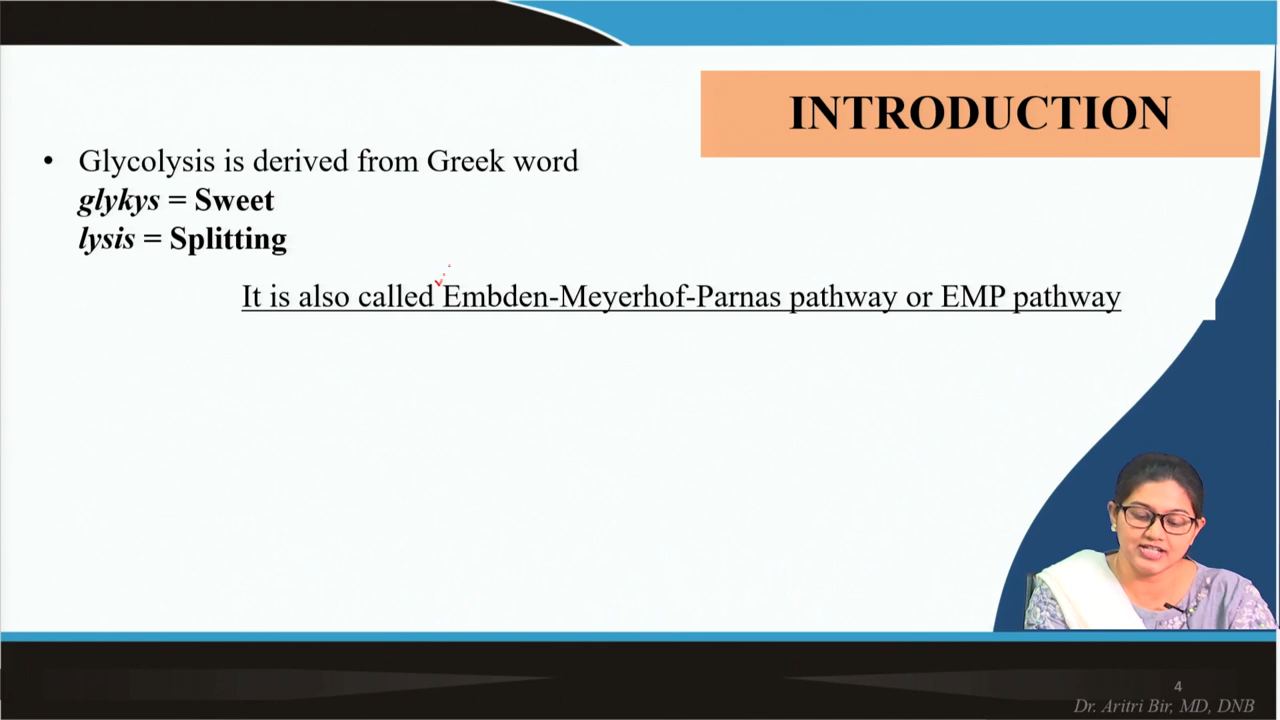 INTRODUCTION
• Glycolysis is derived from Greek word
glykys = Sweet
lysis = Splitting
It is also called Embden-Meyerhof-Parnas pathway or EMP pathway
4
Dr. Aritri Bir, MD, DNB